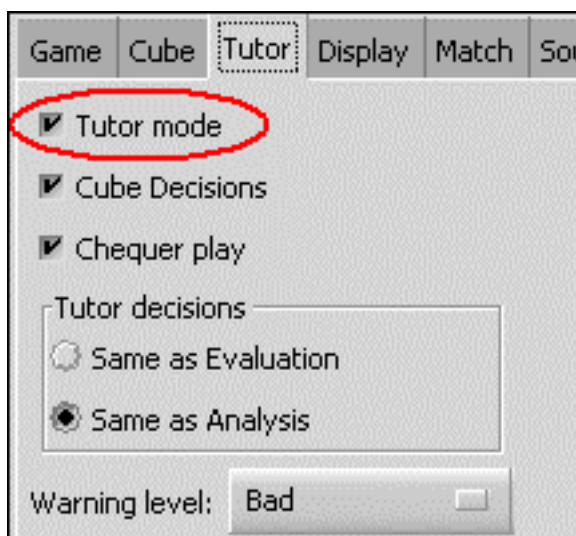 Game Cube Tutor Display Match Sou
Tutor mode
Cube Decisions
Chequer play
Tutor decisions
Same as Evaluation
Same as Analysis
Warning level: Bad